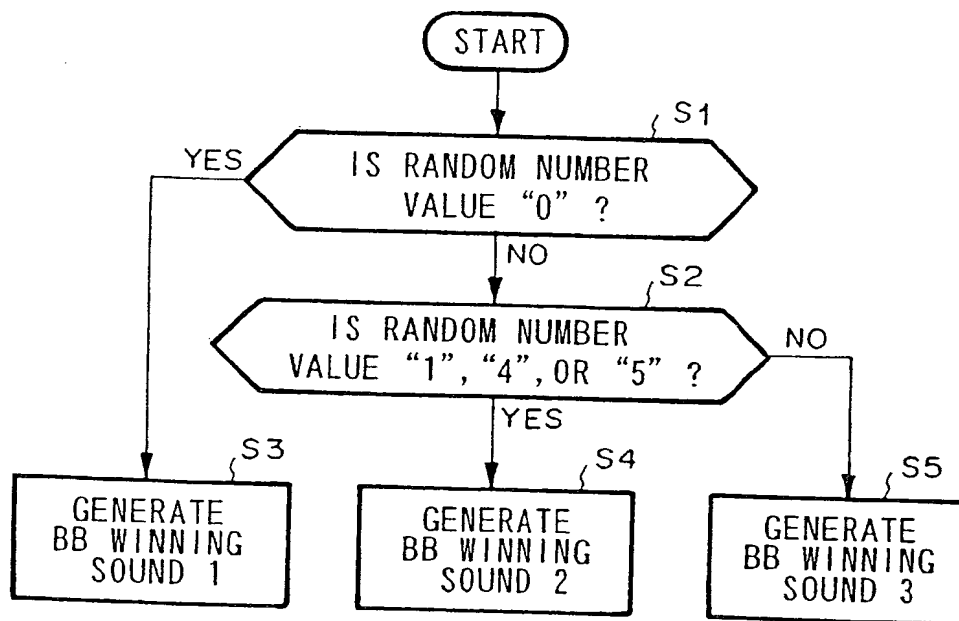 START
S1
IS RANDOM NUMBER
VALUE “0” ?
YES
NO
S2
IS RANDOM NUMBER
VALUE “1”, “4”, OR “5” ?
NO
YES
S3
GENERATE
BB WINNING
SOUND 1
S4
GENERATE
BB WINNING
SOUND 2
S5
GENERATE
BB WINNING
SOUND 3